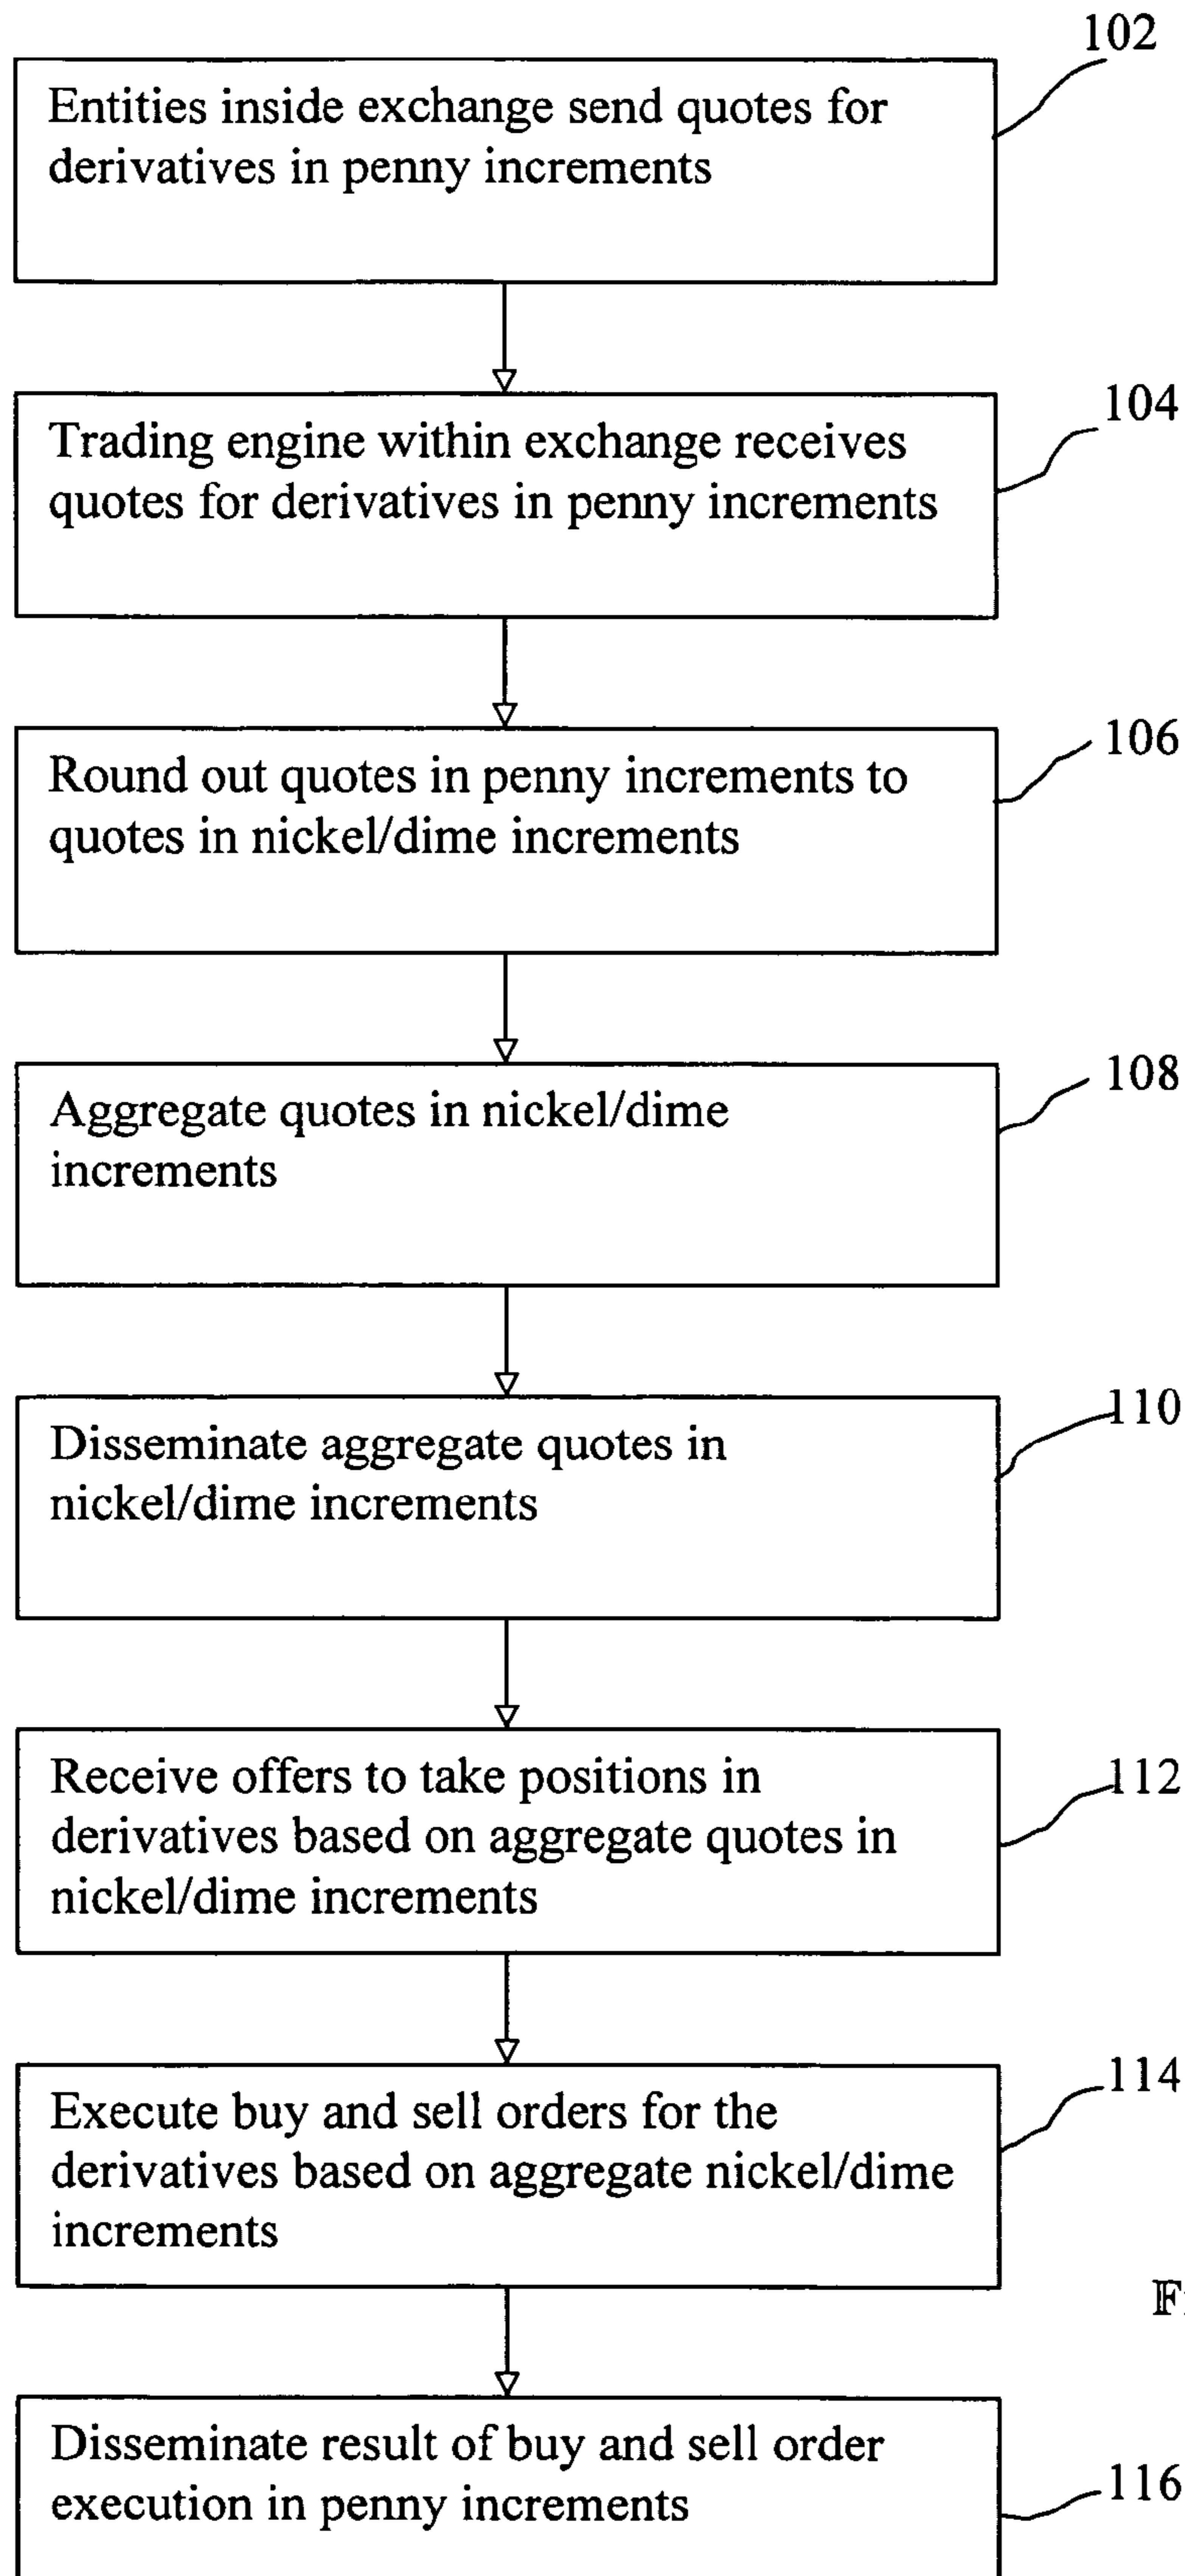 102
Entities inside exchange send quotes for
derivatives in penny increments
104
Trading engine within exchange receives
quotes for derivatives in penny increments
106
Round out quotes in penny increments to
quotes in nickel/dime increments
108
Aggregate quotes in nickel/dime
increments
110
Disseminate aggregate quotes in
nickel/dime increments
112
Receive offers to take positions in
derivatives based on aggregate quotes in
nickel/dime increments
114
Execute buy and sell orders for the
derivatives based on aggregate nickel/dime
increments
116
Disseminate result of buy and sell order
execution in penny increments